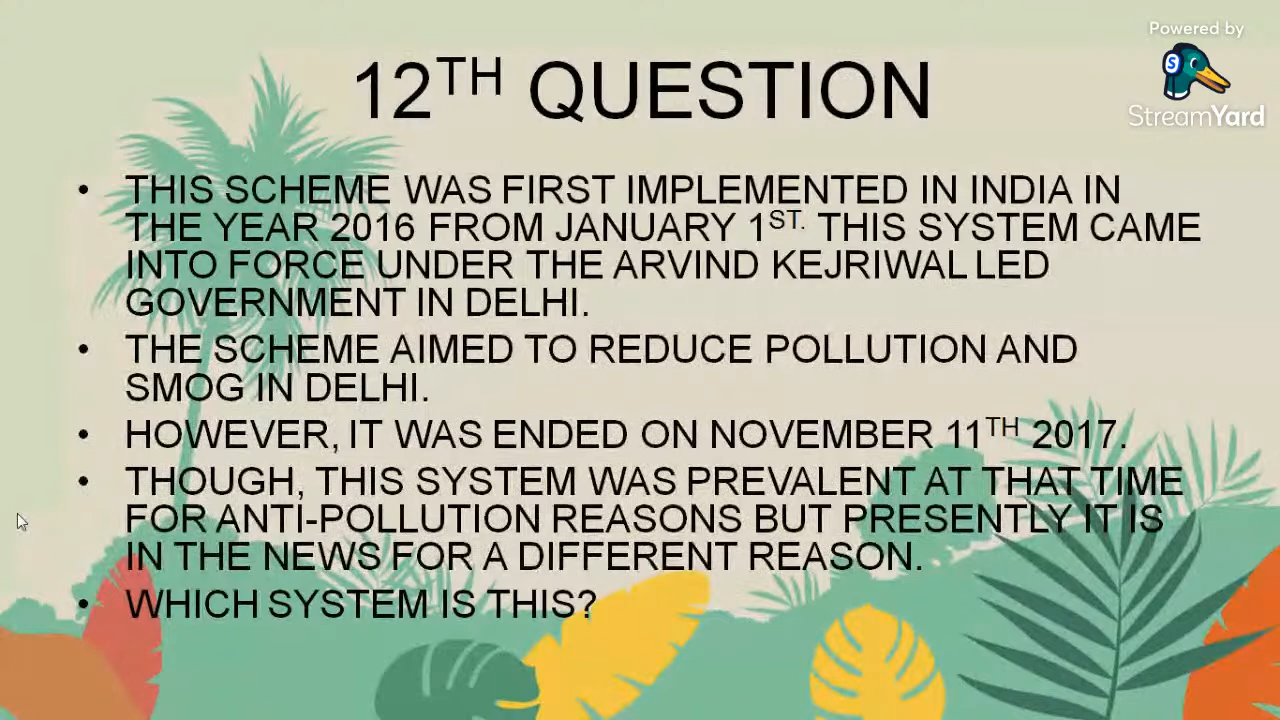 Powered by
StreamYard
12TH QUESTION
• THIS SCHEME WAS FIRST IMPLEMENTED IN INDIA IN
THE YEAR 2016 FROM JANUARY 1ST. THIS SYSTEM CAME
INTO FORCE UNDER THE ARVIND KEJRIWAL LED
GOVERNMENT IN DELHI.
• THE SCHEME AIMED TO REDUCE POLLUTION AND
SMOG IN DELHI.
• HOWEVER, IT WAS ENDED ON NOVEMBER 11TH 2017.
• THOUGH, THIS SYSTEM WAS PREVALENT AT THAT TIME
FOR ANTI-POLLUTION REASONS BUT PRESENTLY IT IS
IN THE NEWS FOR A DIFFERENT REASON.
• WHICH SYSTEM IS THIS?